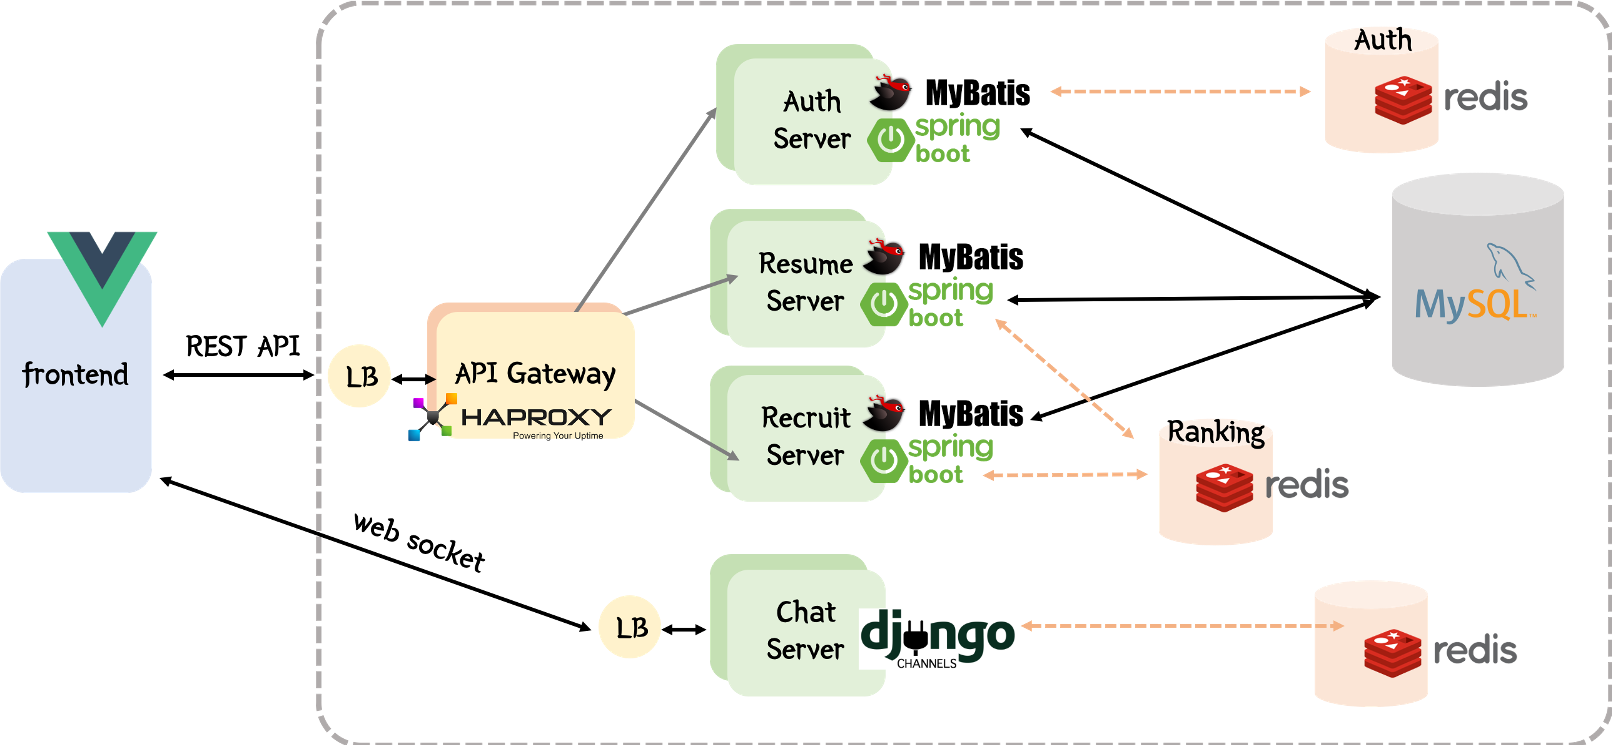 frontend
REST API
web socket
LB
API Gateway
HAPROXY
Powering Your Uptime
Auth
Server
MyBatis
spring
boot
Resume
Server
MyBatis
spring
boot
Recruit
Server
MyBatis
spring
boot
LB
Chat
Server
django
CHANNELS
Auth
redis
MySQL
Ranking
redis
redis